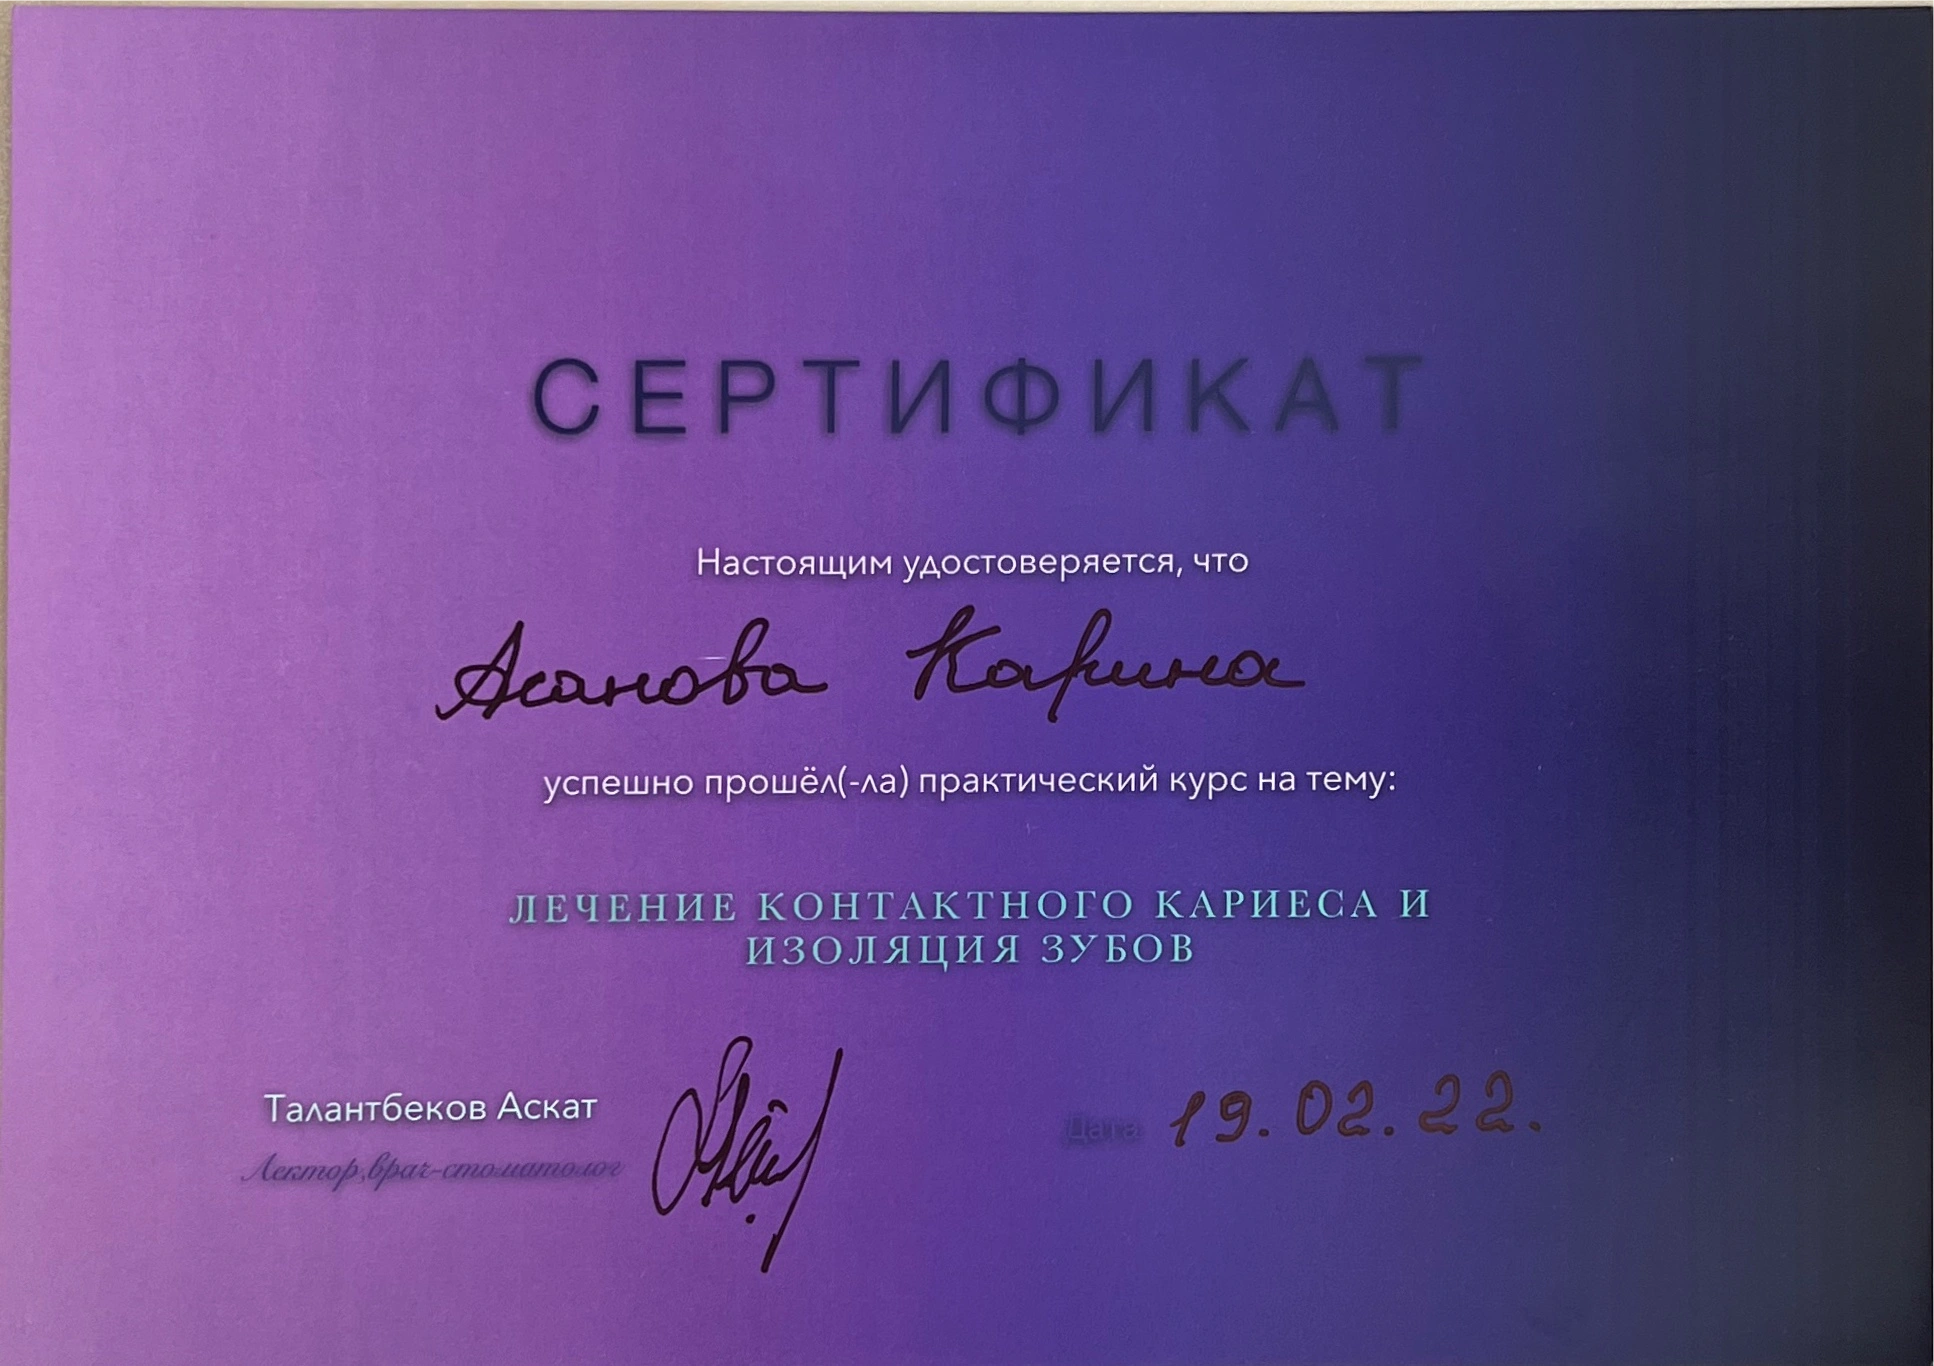 СЕРТИФИКАТ
Настоящим удостоверяется, что
Асанова Карина
успешно прошёл(-ла) практический курс на тему:
ЛЕЧЕНИЕ КОНТАКТНОГО КАРИЕСА И
ИЗОЛЯЦИЯ ЗУБОВ
Талантбеков Аскат
Лектор,врач-стоматолог
Дата 19.02.22.